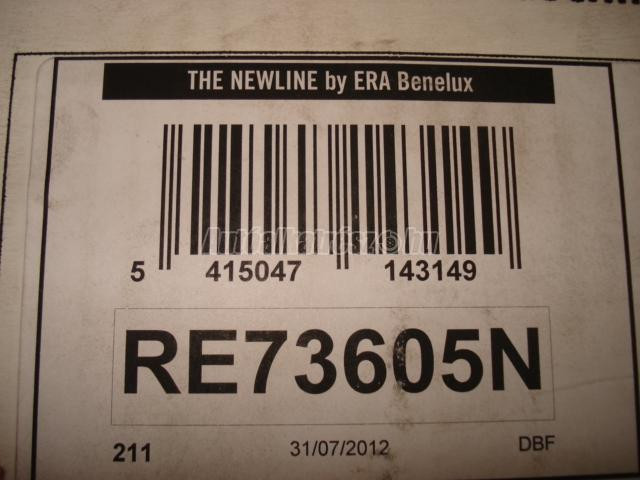 THE NEWLINE by ERA Benelux
5 415047 143149
RE73605N
211 31/07/2012 DBF